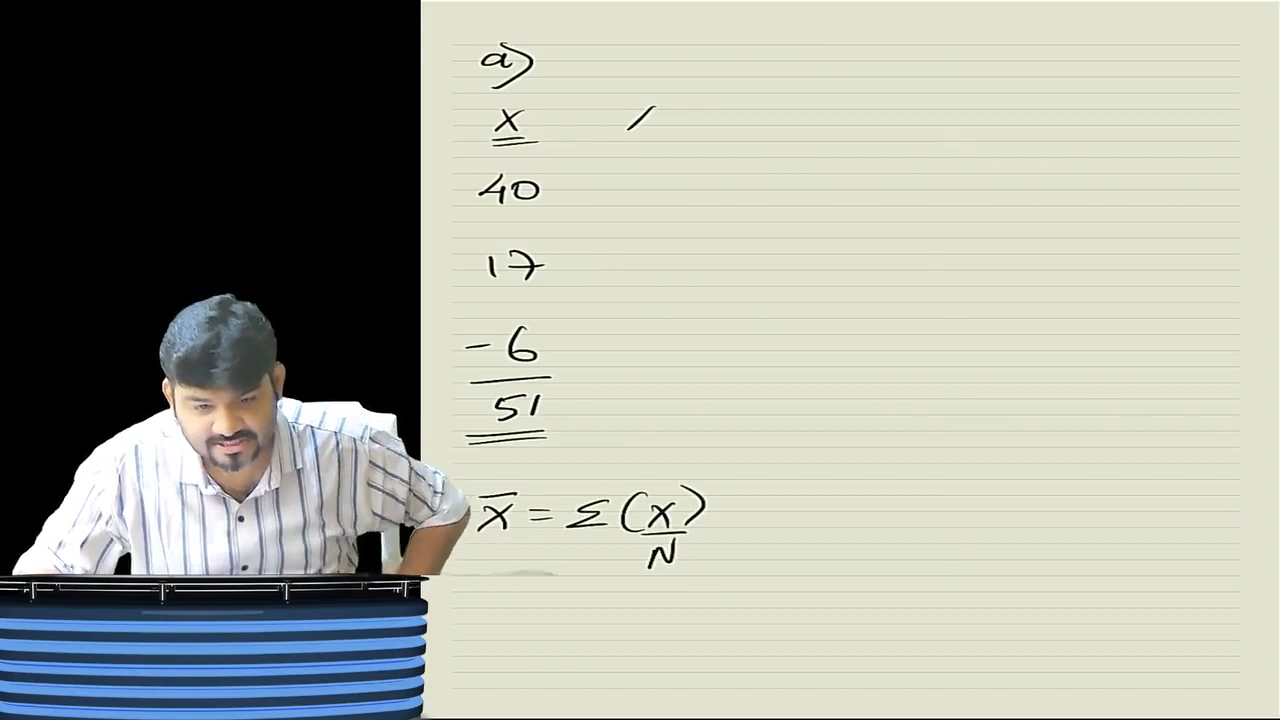 a)
x /
40
17
- 6
51
x̄ = Σ (x/N)